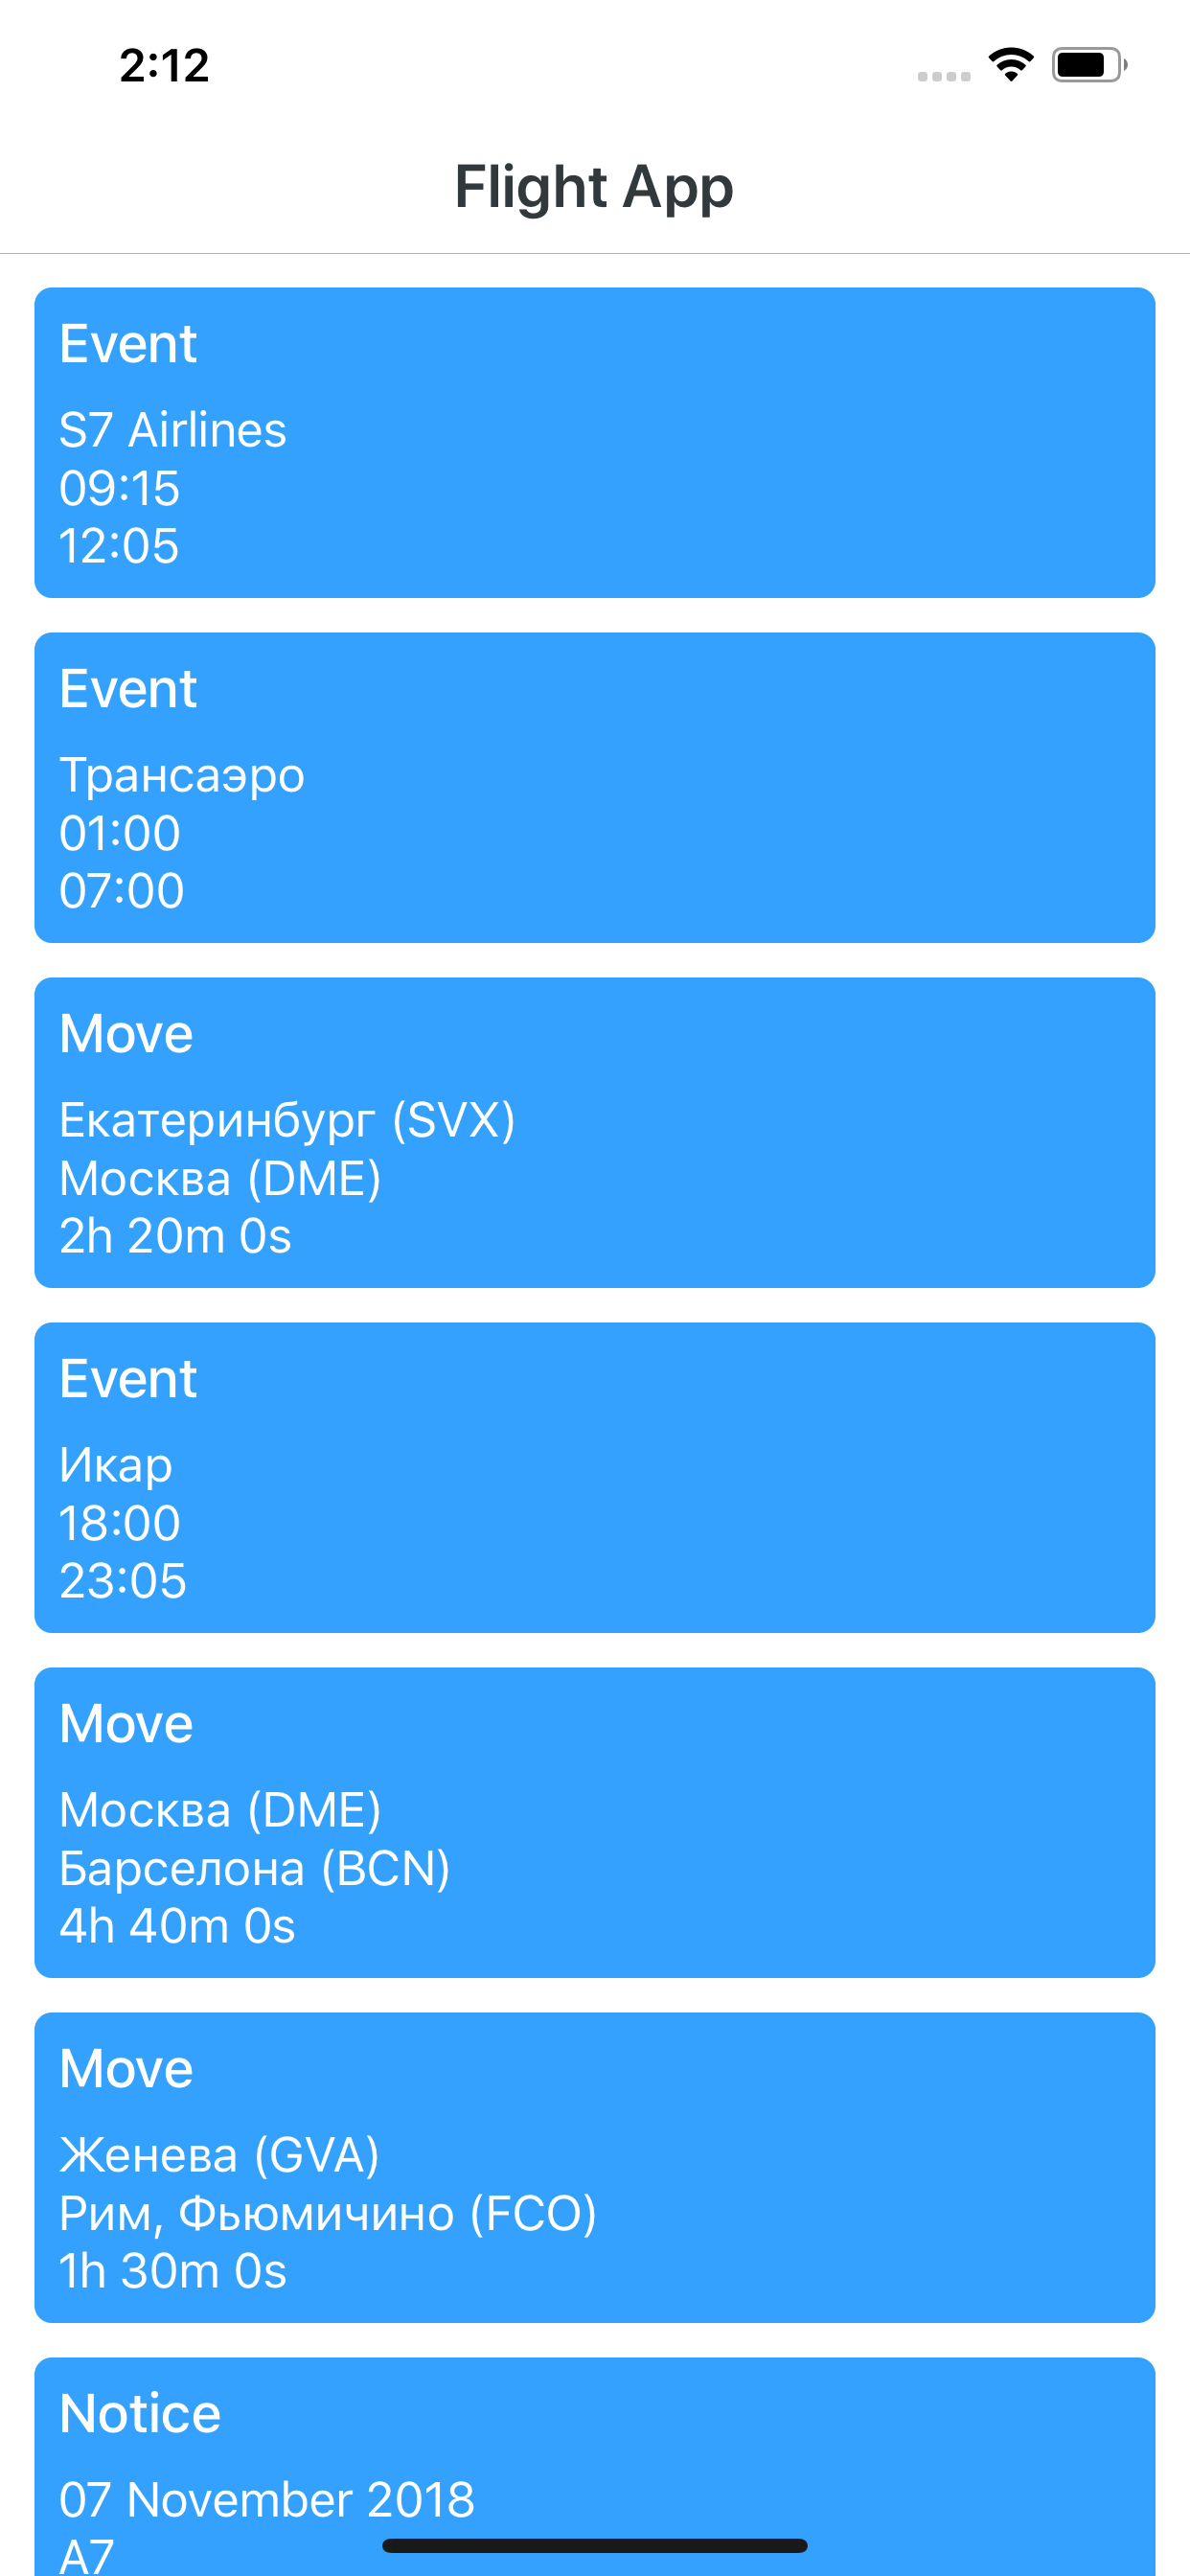 2:12
Flight App
Event
S7 Airlines
09:15
12:05
Event
Трансаэро
01:00
07:00
Move
Екатеринбург (SVX)
Москва (DME)
2h 20m 0s
Event
Икар
18:00
23:05
Move
Москва (DME)
Барселона (BCN)
4h 40m 0s
Move
Женева (GVA)
Рим, Фьюмичино (FCO)
1h 30m 0s
Notice
07 November 2018
A7